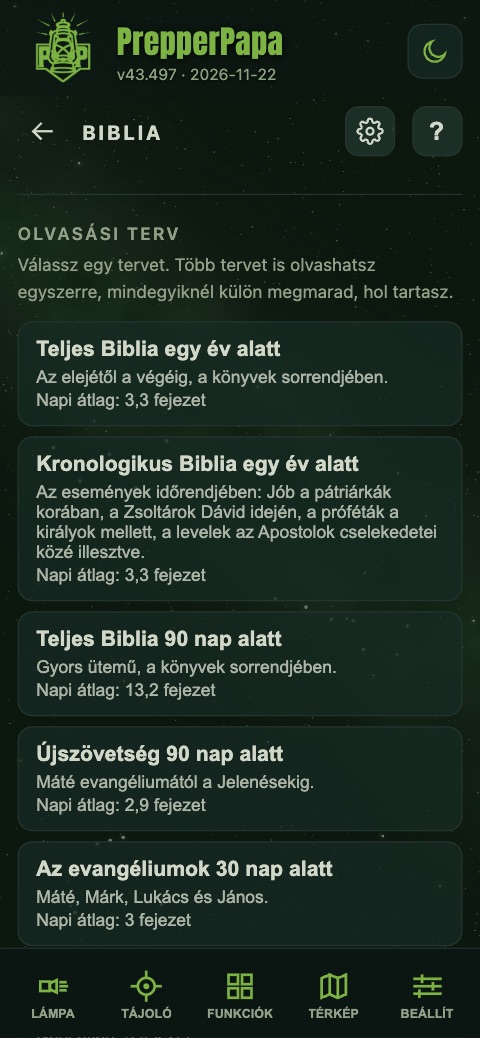 PrepperPapa
v43.497 · 2026-11-22
BIBLIA
?
OLVASÁSI TERV
Válassz egy tervet. Több tervet is olvashatsz
egyszerre, mindegyiknél külön megmarad, hol tartasz.
Teljes Biblia egy év alatt
Az elejétől a végéig, a könyvek sorrendjében.
Napi átlag: 3,3 fejezet
Kronologikus Biblia egy év alatt
Az események időrendjében: Jób a pátriárkák
korában, a Zsoltárok Dávid idején, a próféták a
királyok mellett, a levelek az Apostolok cselekedetei
közé illesztve.
Napi átlag: 3,3 fejezet
Teljes Biblia 90 nap alatt
Gyors ütemű, a könyvek sorrendjében.
Napi átlag: 13,2 fejezet
Újszövetség 90 nap alatt
Máté evangéliumától a Jelenésekig.
Napi átlag: 2,9 fejezet
Az evangéliumok 30 nap alatt
Máté, Márk, Lukács és János.
Napi átlag: 3 fejezet
LÁMPA
TÁJOLÓ
FUNKCIÓK
TÉRKÉP
BEÁLLÍT